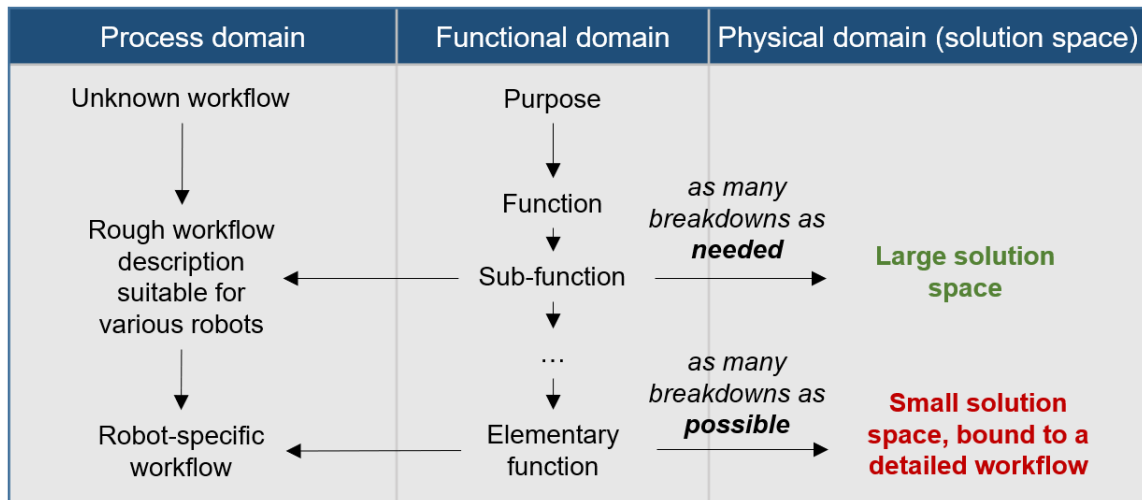 Process domain
Functional domain
Physical domain (solution space)
Unknown workflow
Rough workflow
description
suitable for
various robots
Robot-specific
workflow
Purpose
Function
Sub-function
…
Elementary
function
as many
breakdowns as
needed
Large solution
space
as many
breakdowns as
possible
Small solution
space, bound to a
detailed workflow